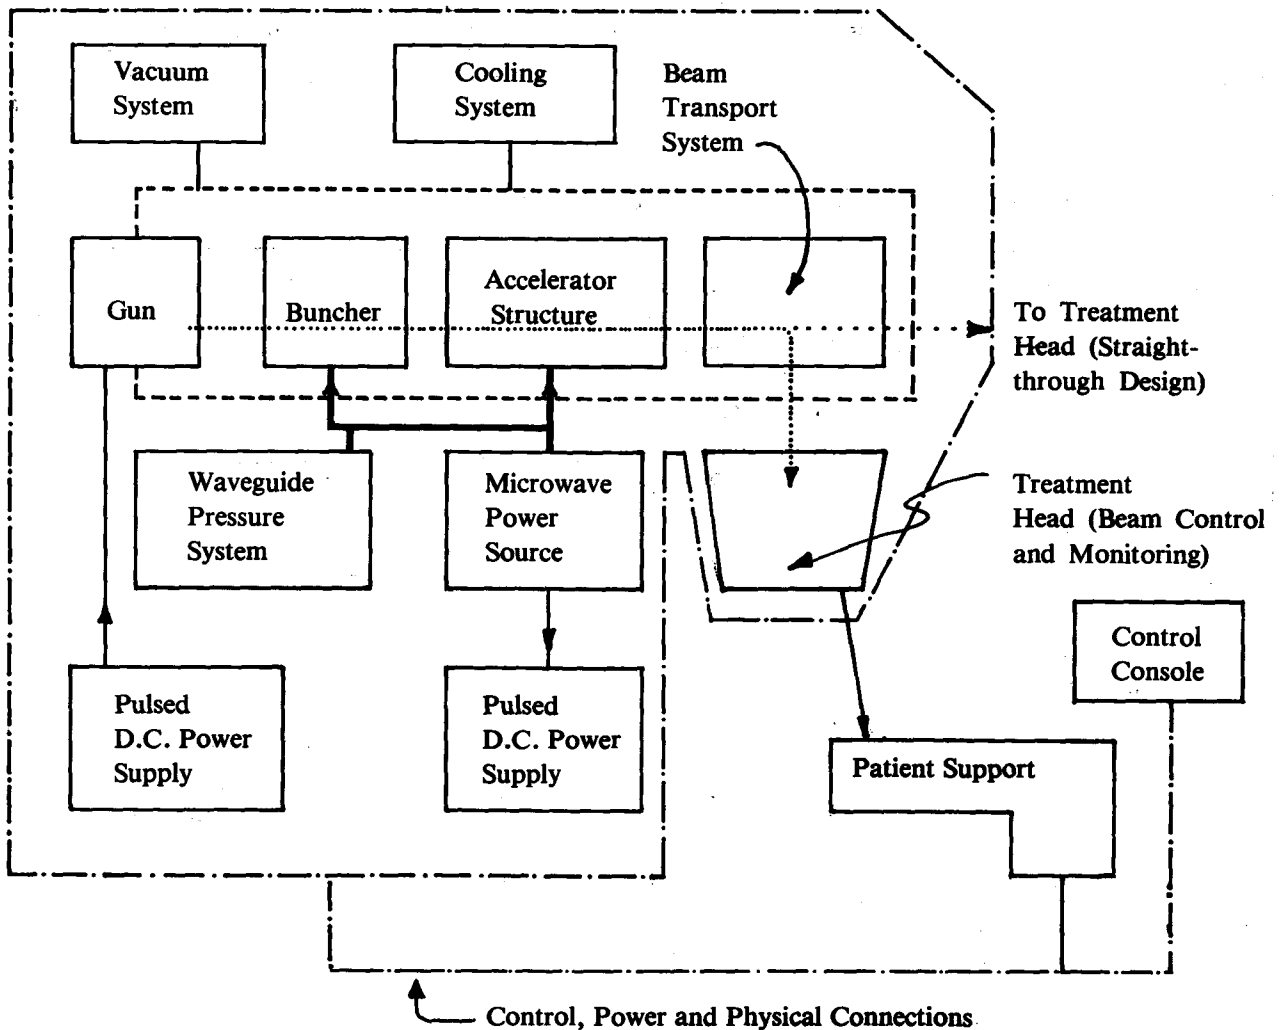 Vacuum
System
Cooling
System
Beam
Transport
System
Gun
Buncher
Accelerator
Structure
To Treatment
Head (Straight-
through Design)
Waveguide
Pressure
System
Microwave
Power
Source
Treatment
Head (Beam Control
and Monitoring)
Control
Console
Pulsed
D.C. Power
Supply
Pulsed
D.C. Power
Supply
Patient Support
Control, Power and Physical Connections